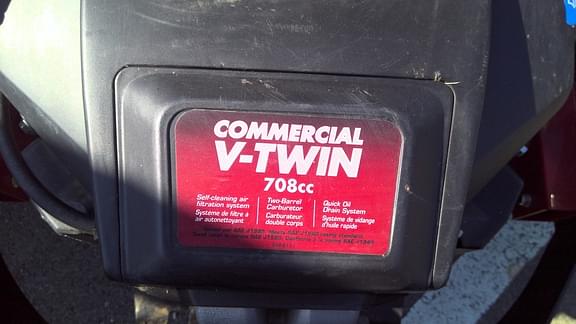 COMMERCIAL
V-TWIN
708cc
Self-cleaning air
filtration system
Système de filtre à
air autonettoyant
Two-Barrel
Carburetor
Carburateur
double corps
Quick Oil
Drain System
Système de vidange
d'huile rapide